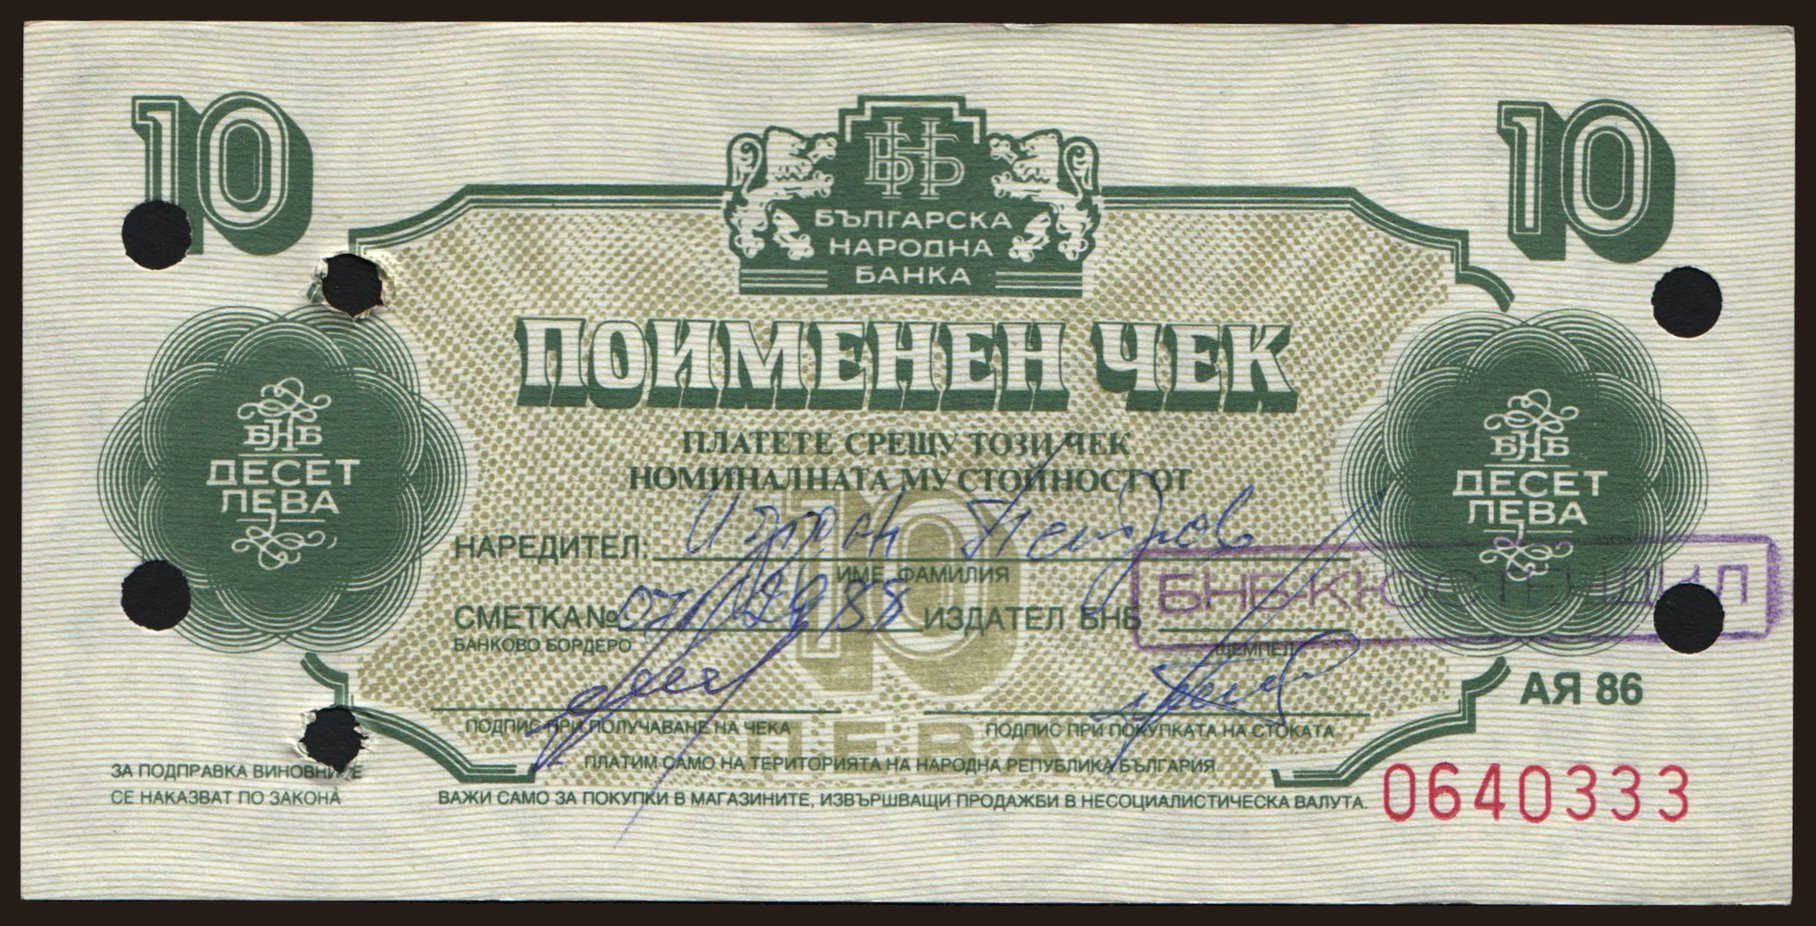 10
10
БНБ
БЪЛГАРСКА
НАРОДНА
БАНКА
ПОИМЕНЕН ЧЕК
БНБ
ДЕСЕТ
ЛЕВА
БНБ
ДЕСЕТ
ЛЕВА
ПЛАТЕТЕ СРЕЩУ ТОЗИ ЧЕК
НОМИНАЛНАТА МУ СТОЙНОСТ ОТ
10
НАРЕДИТЕЛ:
ИМЕ, ФАМИЛИЯ
СМЕТКА № ИЗДАТЕЛ БНБ
БНБ-КЮСТЕНДИЛ
БАНКОВО БОРДЕРО ЩЕМПЕЛ
АЯ 86
ПОДПИС ПРИ ПОЛУЧАВАНЕ НА ЧЕКА ПОДПИС ПРИ ПОКУПКАТА НА СТОКАТА
ЛЕВА
ПЛАТИМ САМО НА ТЕРИТОРИЯТА НА НАРОДНА РЕПУБЛИКА БЪЛГАРИЯ
ЗА ПОДПРАВКА ВИНОВНИТЕ
СЕ НАКАЗВАТ ПО ЗАКОНА
ВАЖИ САМО ЗА ПОКУПКИ В МАГАЗИНИТЕ, ИЗВЪРШВАЩИ ПРОДАЖБИ В НЕСОЦИАЛИСТИЧЕСКА ВАЛУТА.
0640333